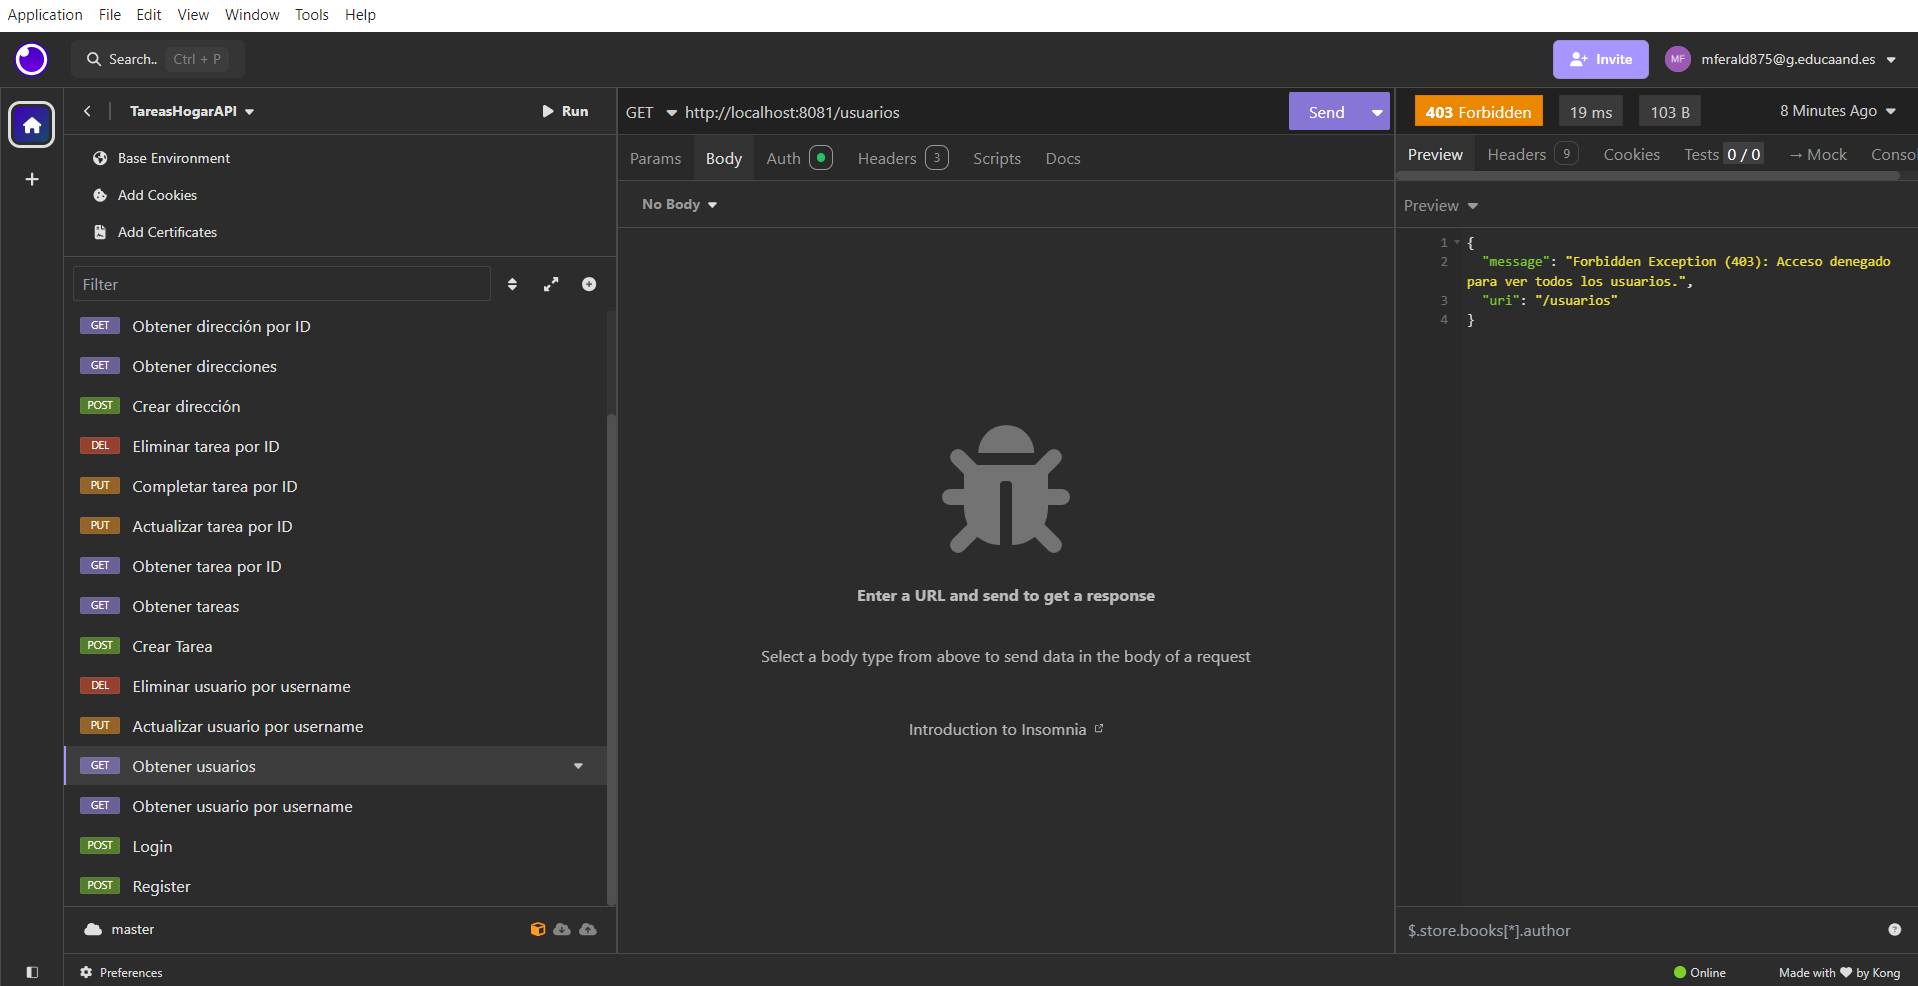 Application File Edit View Window Tools Help
Search.. Ctrl + P
Invite
MF mferald875@g.educaand.es
TareasHogarAPI
Run
Base Environment
Add Cookies
Add Certificates
Filter
GET Obtener dirección por ID
GET Obtener direcciones
POST Crear dirección
DEL Eliminar tarea por ID
PUT Completar tarea por ID
PUT Actualizar tarea por ID
GET Obtener tarea por ID
GET Obtener tareas
POST Crear Tarea
DEL Eliminar usuario por username
PUT Actualizar usuario por username
GET Obtener usuarios
GET Obtener usuario por username
POST Login
POST Register
master
Preferences
GET http://localhost:8081/usuarios
Send
Params Body Auth Headers 3 Scripts Docs
No Body
Enter a URL and send to get a response
Select a body type from above to send data in the body of a request
Introduction to Insomnia
403 Forbidden 19 ms 103 B 8 Minutes Ago
Preview Headers 9 Cookies Tests 0 / 0 → Mock Conso
Preview
1 {
2 "message": "Forbidden Exception (403): Acceso denegado
para ver todos los usuarios.",
3 "uri": "/usuarios"
4 }
$.store.books[*].author
Online
Made with ♥ by Kong